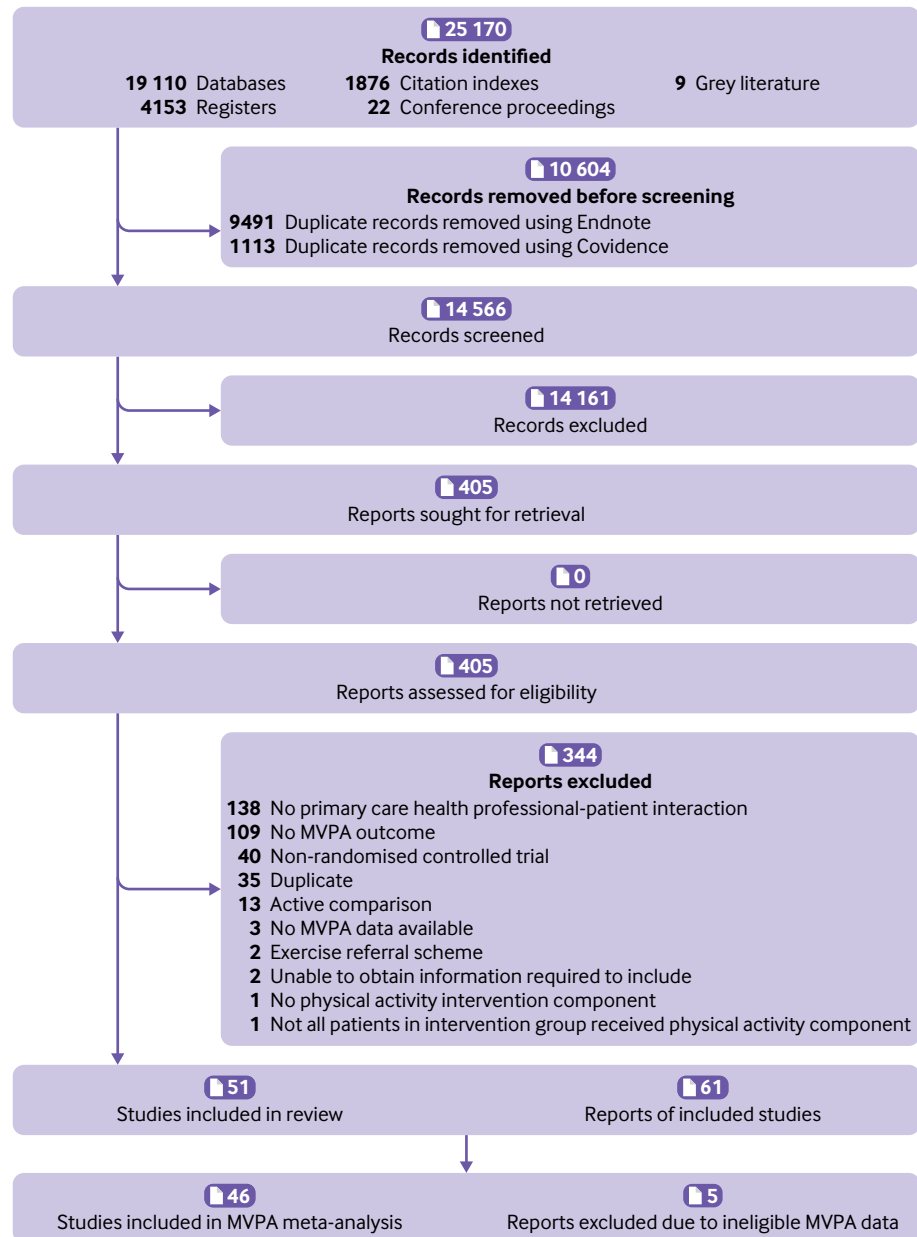 25 170
Records identified
19 110 Databases 1876 Citation indexes 9 Grey literature
4153 Registers 22 Conference proceedings
10 604
Records removed before screening
9491 Duplicate records removed using Endnote
1113 Duplicate records removed using Covidence
14 566
Records screened
14 161
Records excluded
405
Reports sought for retrieval
0
Reports not retrieved
405
Reports assessed for eligibility
344
Reports excluded
138 No primary care health professional-patient interaction
109 No MVPA outcome
40 Non-randomised controlled trial
35 Duplicate
13 Active comparison
3 No MVPA data available
2 Exercise referral scheme
2 Unable to obtain information required to include
1 No physical activity intervention component
1 Not all patients in intervention group received physical activity component
51 61
Studies included in review Reports of included studies
46 5
Studies included in MVPA meta-analysis Reports excluded due to ineligible MVPA data